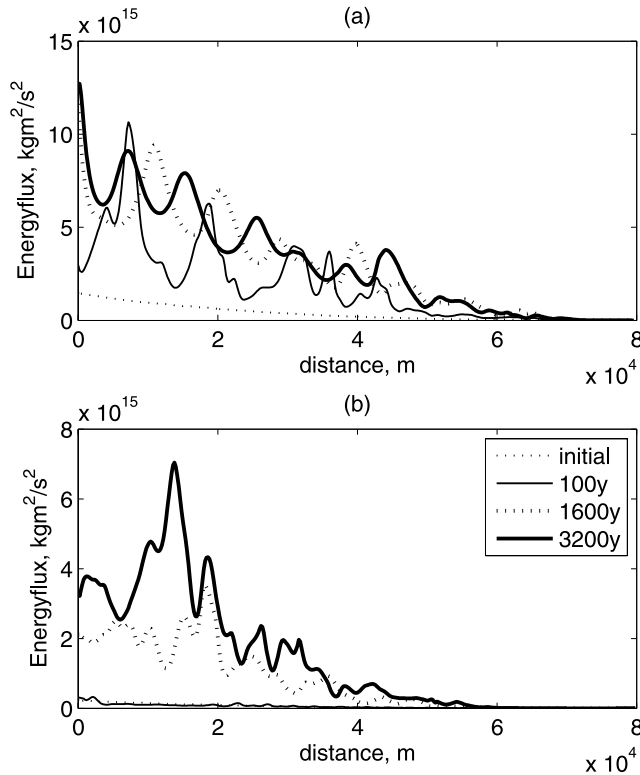 (a)
x 10^15
Energyflux, kgm^2/s^2
15
10
5
0
0 2 4 6 8
distance, m
x 10^4
(b)
x 10^15
Energyflux, kgm^2/s^2
8
6
4
2
0
initial
100y
1600y
3200y
0 2 4 6 8
distance, m
x 10^4